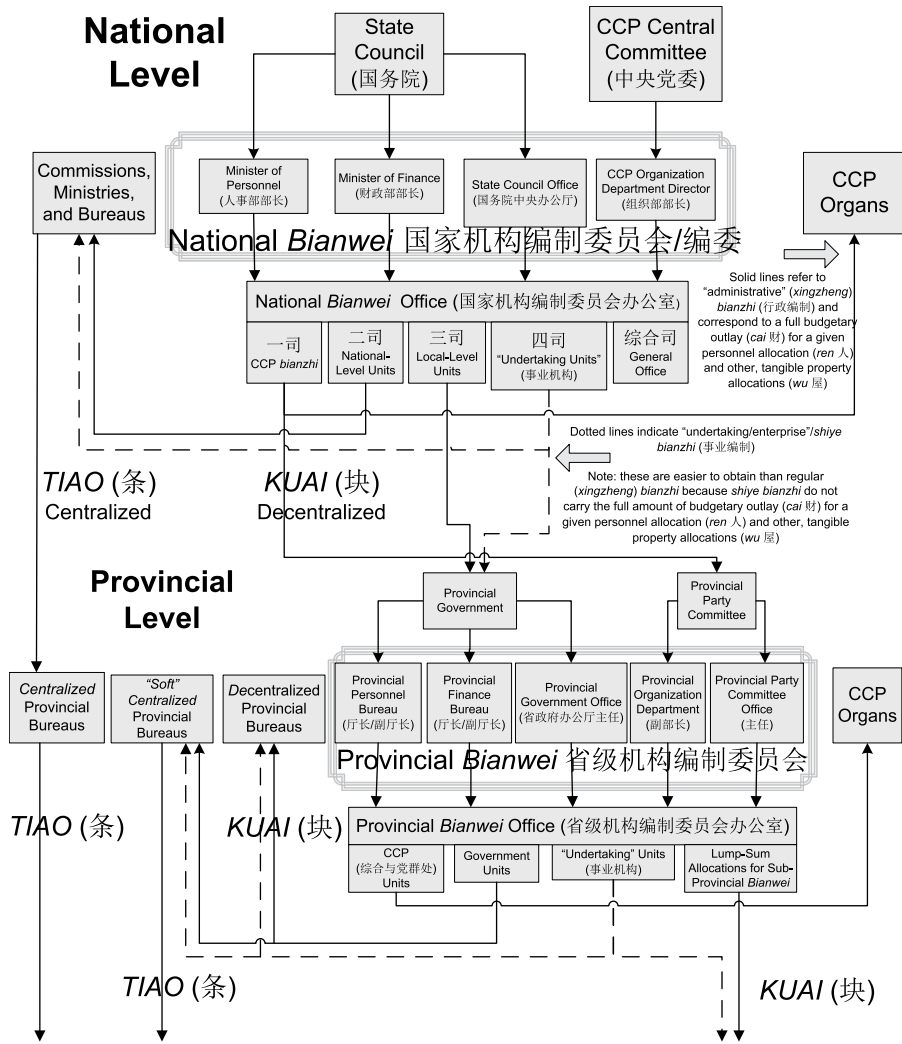 National
Level
State
Council
(国务院)
CCP Central
Committee
(中央党委)
Commissions,
Ministries,
and Bureaus
Minister of
Personnel
(人事部部长)
Minister of Finance
(财政部部长)
State Council Office
(国务院中央办公厅)
CCP Organization
Department Director
(组织部部长)
CCP
Organs
National Bianwei 国家机构编制委员会/编委
National Bianwei Office (国家机构编制委员会办公室)
一司
CCP bianzhi
二司
National-
Level Units
三司
Local-Level
Units
四司
“Undertaking Units”
(事业机构)
综合司
General
Office
Solid lines refer to
“administrative” (xingzheng)
bianzhi (行政编制) and
correspond to a full budgetary
outlay (cai 财) for a given
personnel allocation (ren 人)
and other, tangible property
allocations (wu 屋)
Dotted lines indicate “undertaking/enterprise”/shiye
bianzhi (事业编制)
Note: these are easier to obtain than regular
(xingzheng) bianzhi because shiye bianzhi do not
carry the full amount of budgetary outlay (cai 财) for a
given personnel allocation (ren 人) and other, tangible
property allocations (wu 屋)
TIAO (条)
Centralized
KUAI (块)
Decentralized
Provincial
Level
Provincial
Government
Provincial
Party
Committee
Centralized
Provincial
Bureaus
“Soft”
Centralized
Provincial
Bureaus
Decentralized
Provincial
Bureaus
Provincial
Personnel
Bureau
(厅长/副厅长)
Provincial
Finance
Bureau
(厅长/副厅长)
Provincial
Government Office
(省政府办公厅主任)
Provincial
Organization
Department
(副部长)
Provincial Party
Committee
Office
(主任)
CCP
Organs
Provincial Bianwei 省级机构编制委员会
TIAO (条)
KUAI (块)
Provincial Bianwei Office (省级机构编制委员会办公室)
CCP
(综合与党群处)
Units
Government
Units
“Undertaking” Units
(事业机构)
Lump-Sum
Allocations for Sub-
Provincial Bianwei
TIAO (条)
KUAI (块)